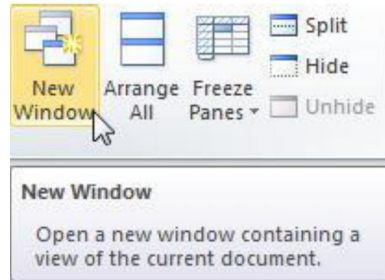 New Window
Arrange All
Freeze Panes
Split
Hide
Unhide
New Window
Open a new window containing a
view of the current document.